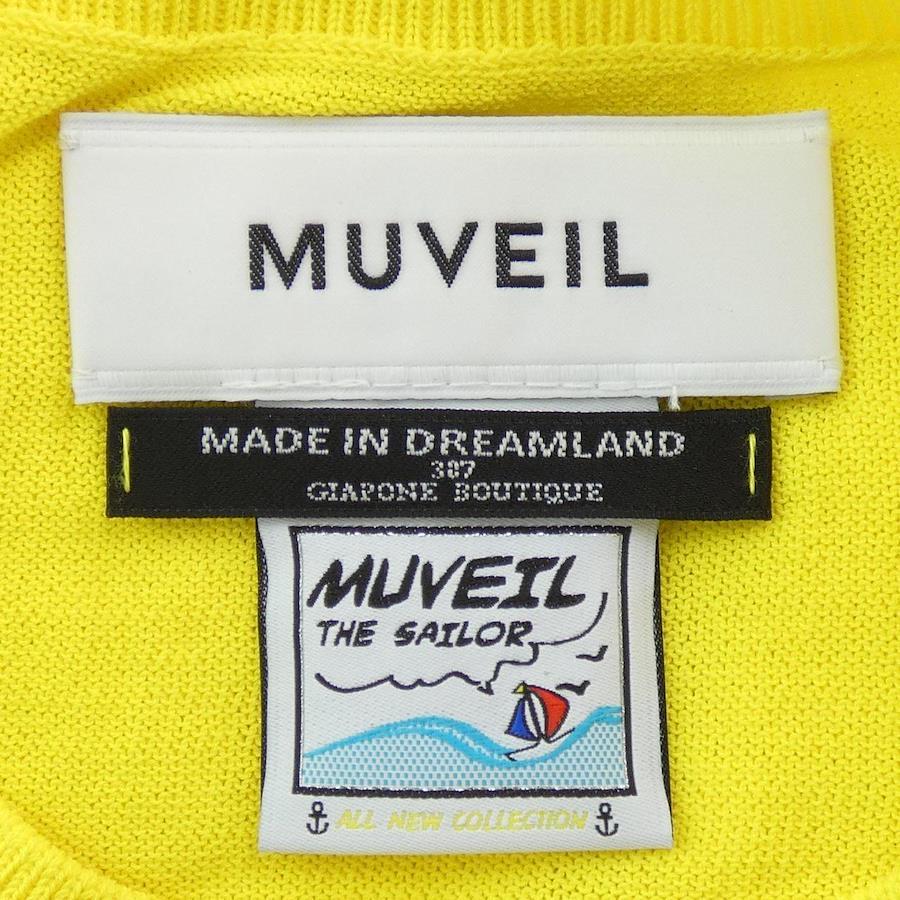 MUVEIL
MADE IN DREAMLAND
387
GIAPONE BOUTIQUE
MUVEIL
THE SAILOR
ALL NEW COLLECTION